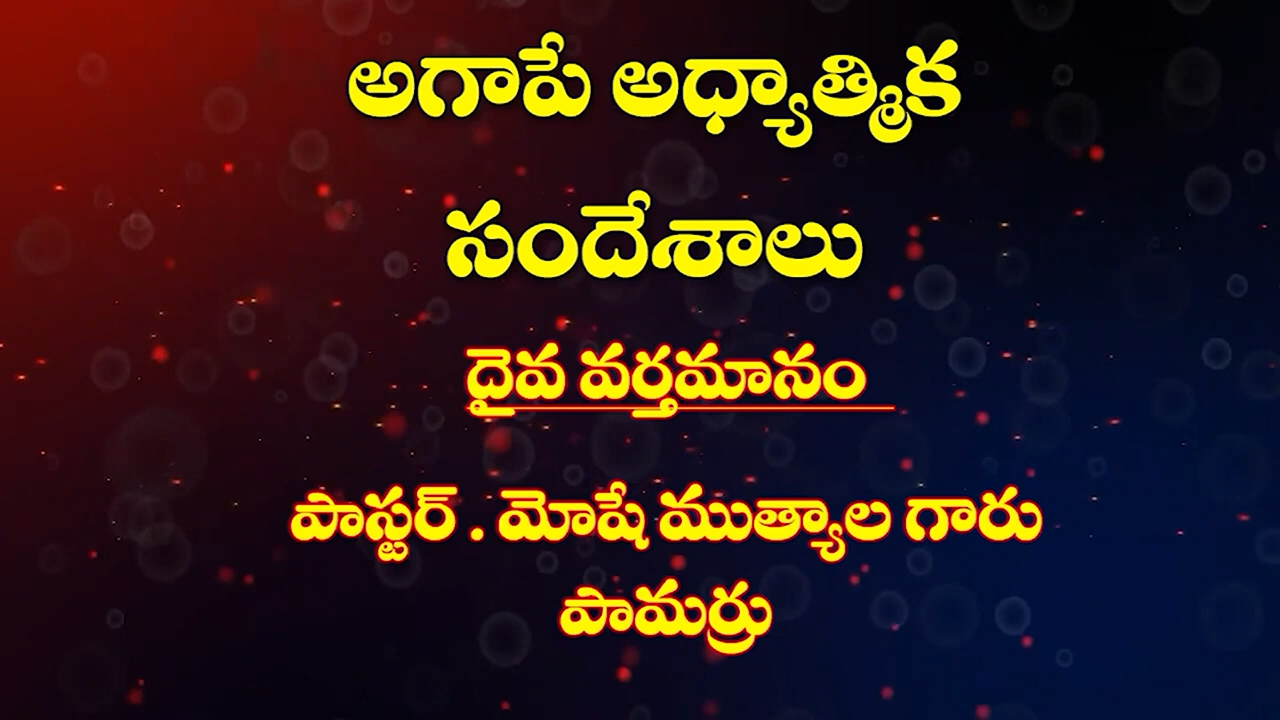 అగాపే అధ్యాత్మిక
సందేశాలు
దైవ వర్తమానం
పాస్టర్ . మోషే ముత్యాల గారు
పామర్రు